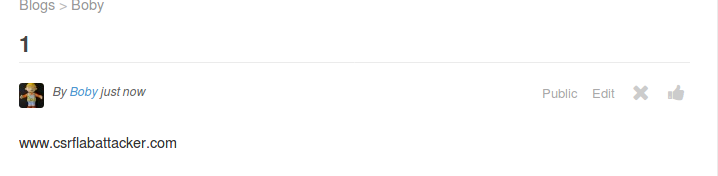 Blogs > Boby
1
By Boby just now
Public Edit
www.csrflabattacker.com